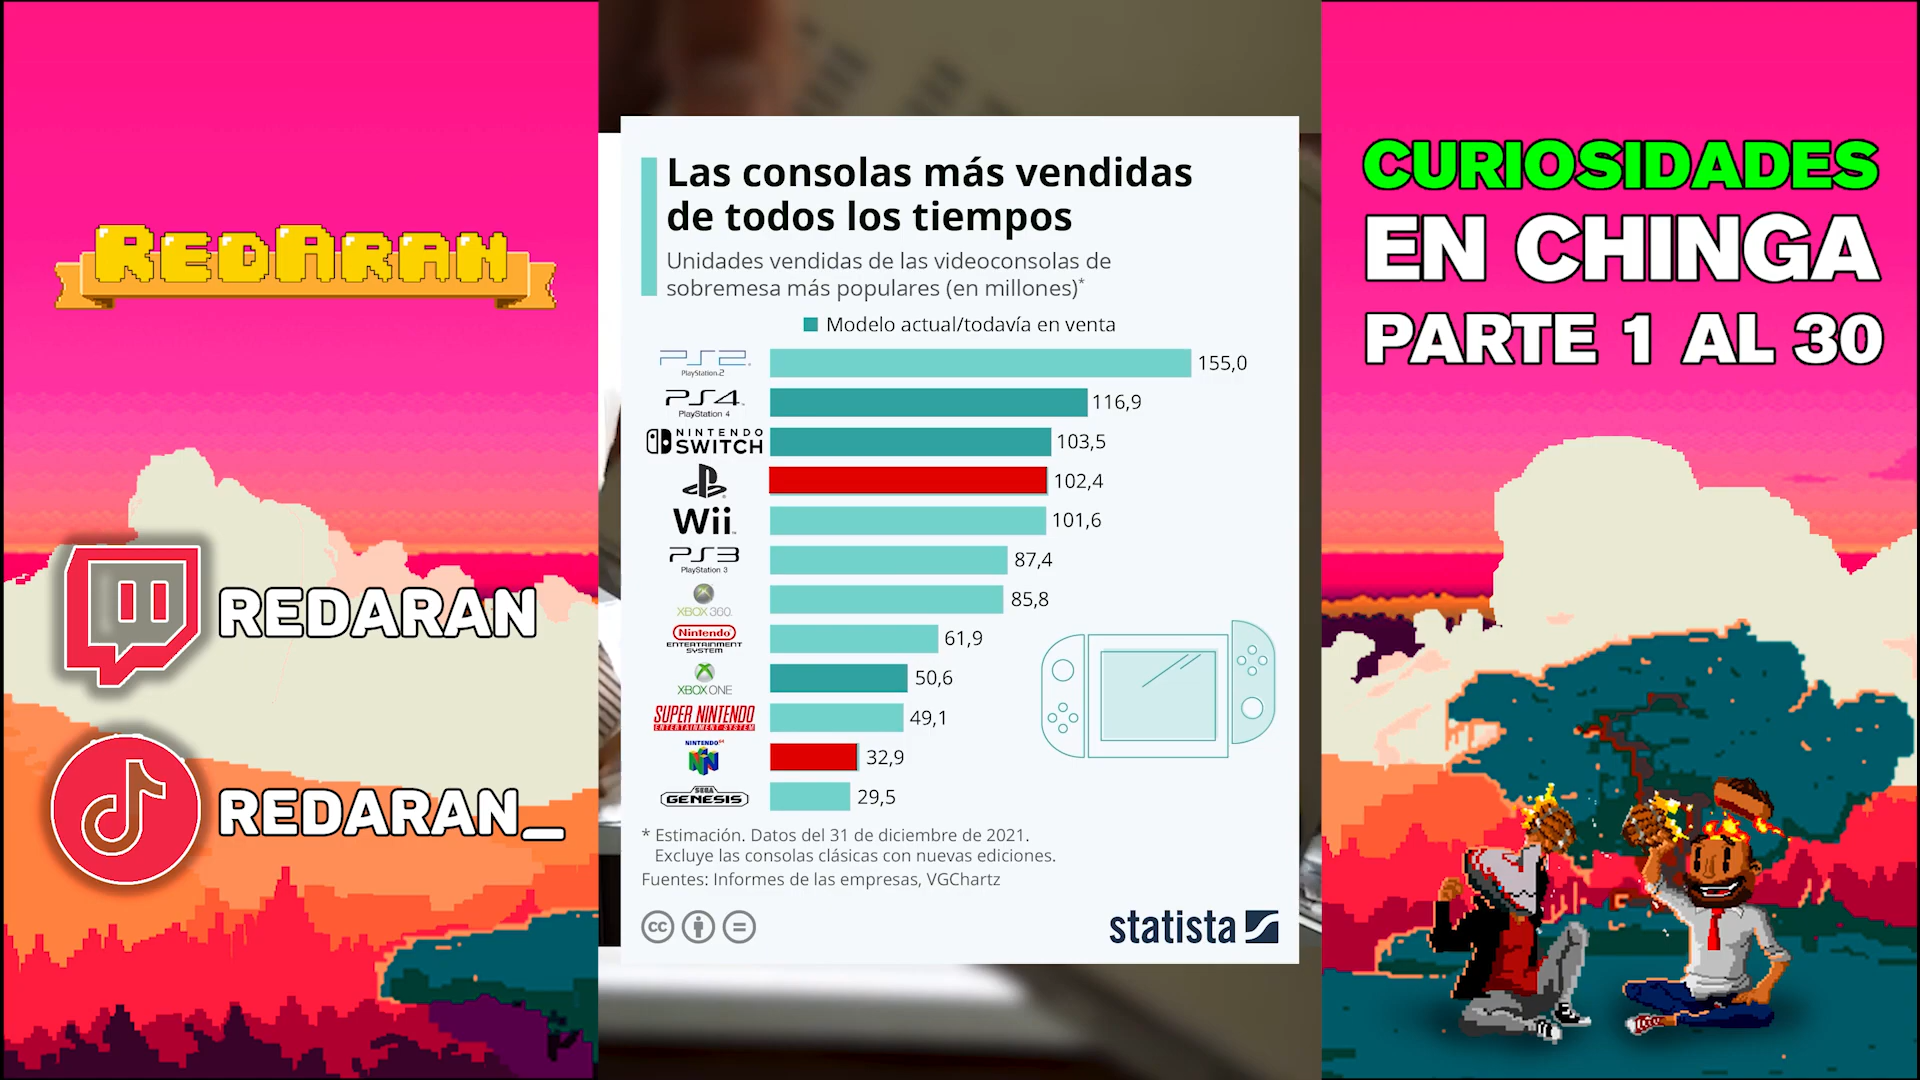 REDARAN
REDARAN
REDARAN_
Las consolas más vendidas
de todos los tiempos
Unidades vendidas de las videoconsolas de
sobremesa más populares (en millones)*
Modelo actual/todavía en venta
PS2
PlayStation.2
155,0
PS4
PlayStation 4
116,9
NINTENDO
SWITCH
103,5
102,4
Wii
101,6
PS3
PlayStation 3
87,4
XBOX 360.
85,8
Nintendo
ENTERTAINMENT
SYSTEM
61,9
XBOX ONE
50,6
SUPER NINTENDO
ENTERTAINMENT SYSTEM
49,1
NINTENDO64
32,9
SEGA
GENESIS
29,5
* Estimación. Datos del 31 de diciembre de 2021.
Excluye las consolas clásicas con nuevas ediciones.
Fuentes: Informes de las empresas, VGChartz
cc
statista
CURIOSIDADES
EN CHINGA
PARTE 1 AL 30